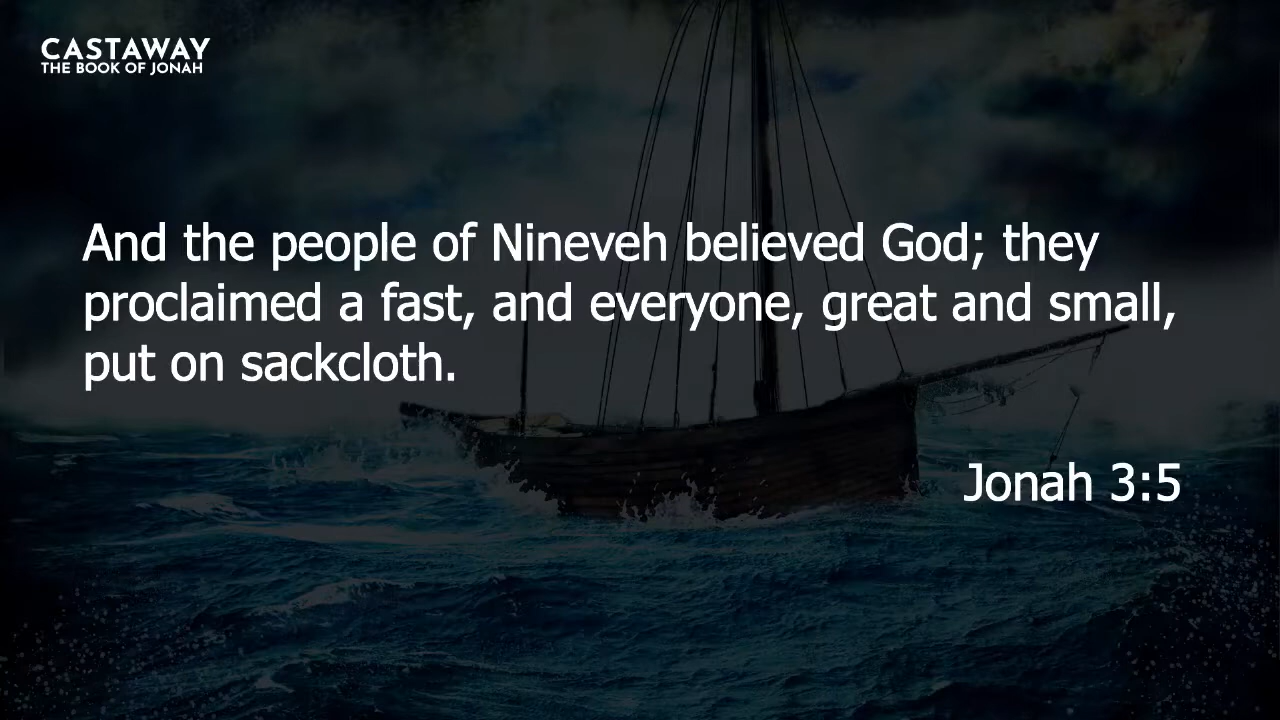 CASTAWAY
THE BOOK OF JONAH
And the people of Nineveh believed God; they
proclaimed a fast, and everyone, great and small,
put on sackcloth.
Jonah 3:5